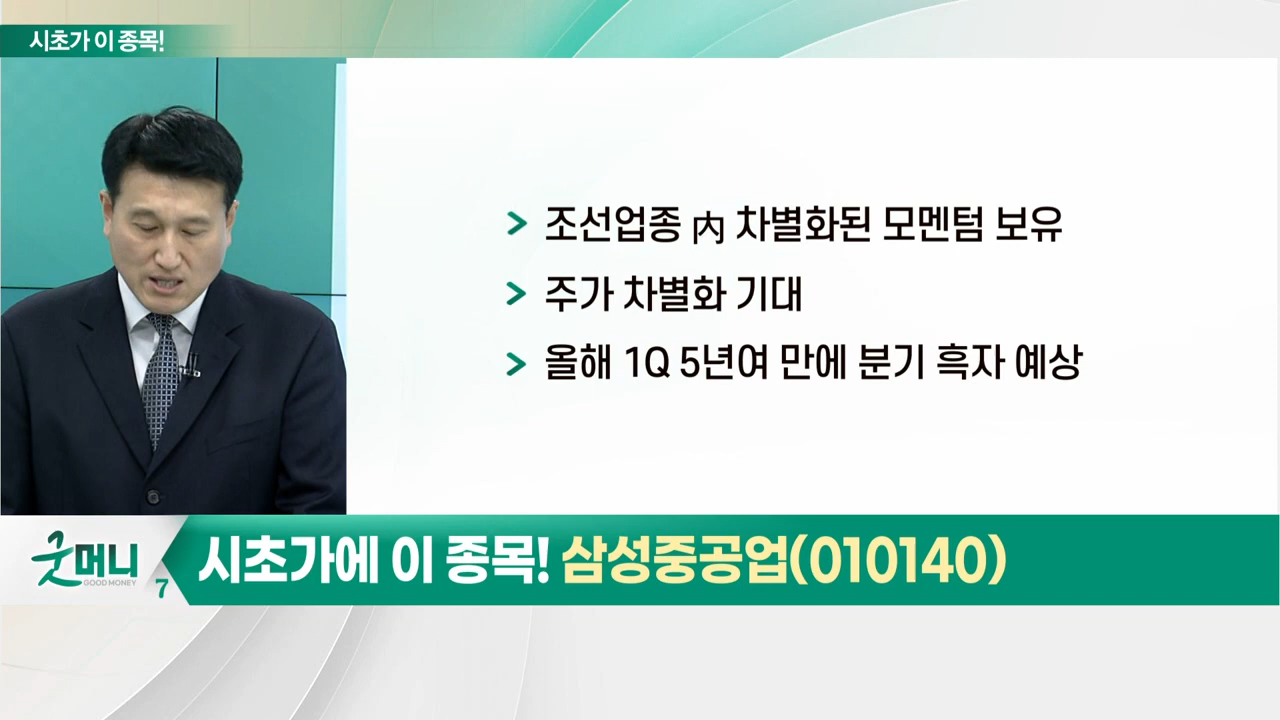 시초가 이 종목!
> 조선업종 內 차별화된 모멘텀 보유
> 주가 차별화 기대
> 올해 1Q 5년여 만에 분기 흑자 예상
굿머니
GOOD MONEY
7
시초가에 이 종목! 삼성중공업(010140)